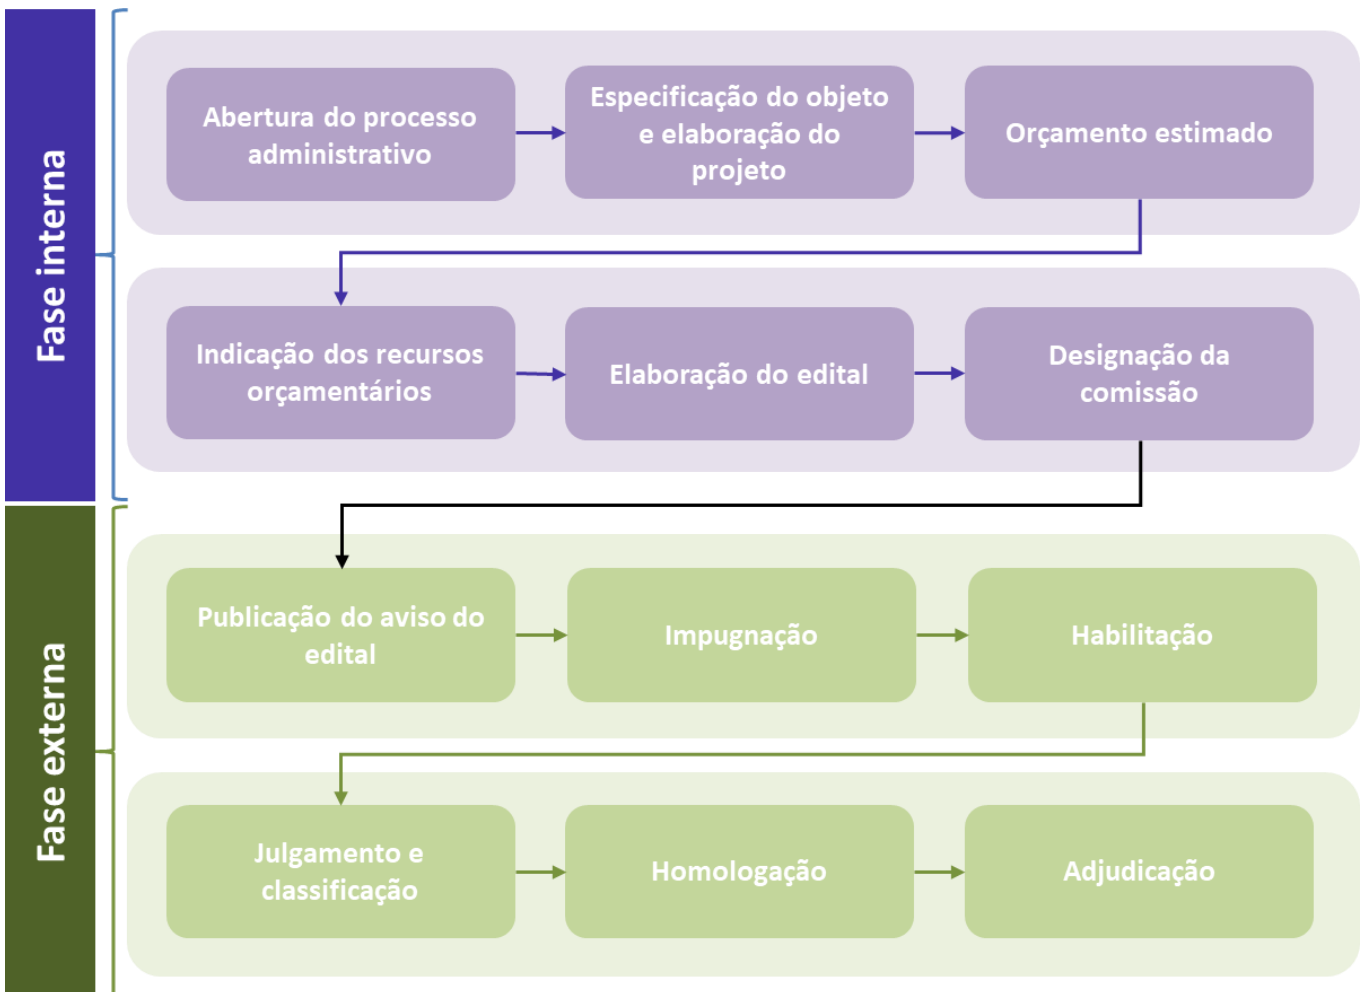 Fase interna
Abertura do processo
administrativo
Especificação do objeto
e elaboração do
projeto
Orçamento estimado
Indicação dos recursos
orçamentários
Elaboração do edital
Designação da
comissão
Fase externa
Publicação do aviso do
edital
Impugnação
Habilitação
Julgamento e
classificação
Homologação
Adjudicação